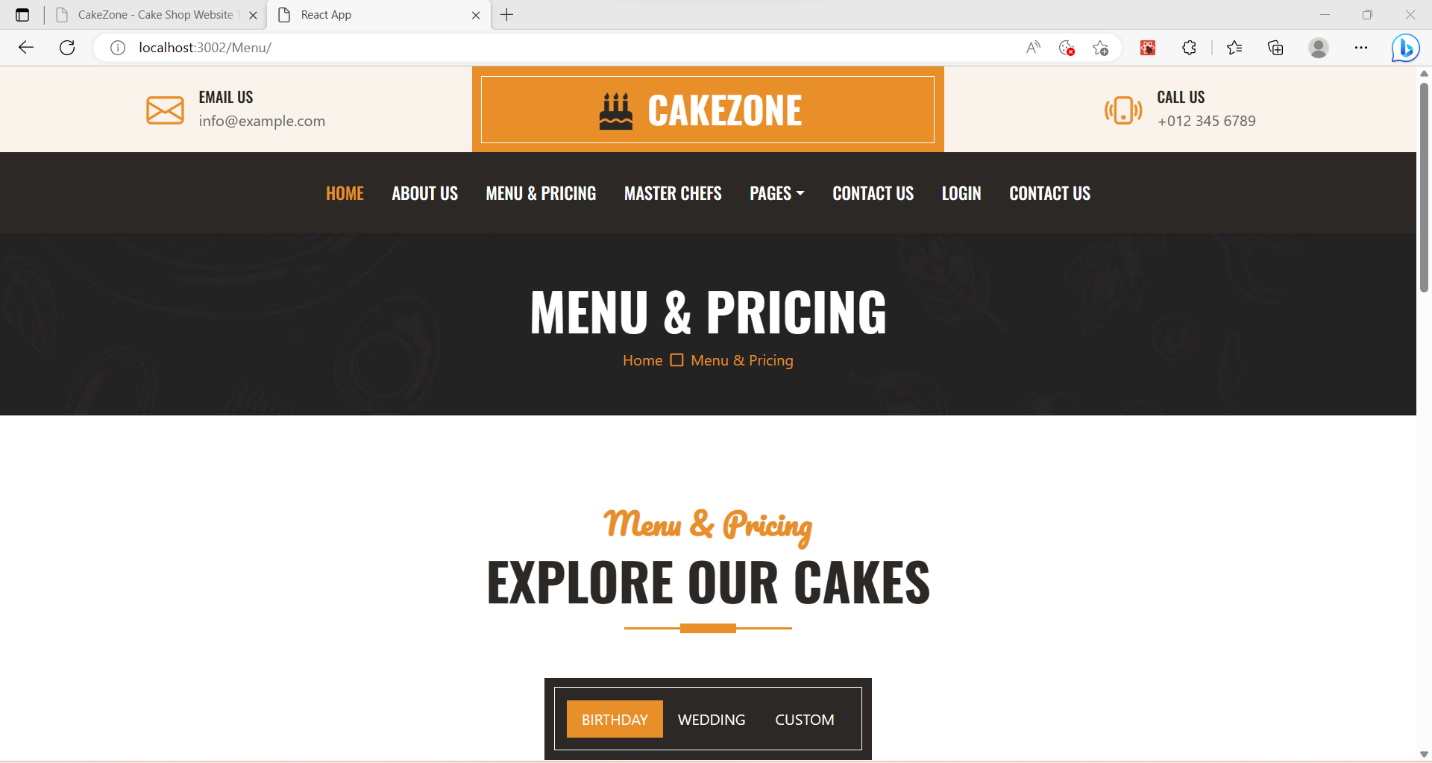 CakeZone - Cake Shop Website
React App
localhost:3002/Menu/
EMAIL US
info@example.com
CAKEZONE
CALL US
+012 345 6789
HOME ABOUT US MENU & PRICING MASTER CHEFS PAGES CONTACT US LOGIN CONTACT US
MENU & PRICING
Home Menu & Pricing
Menu & Pricing
EXPLORE OUR CAKES
BIRTHDAY WEDDING CUSTOM